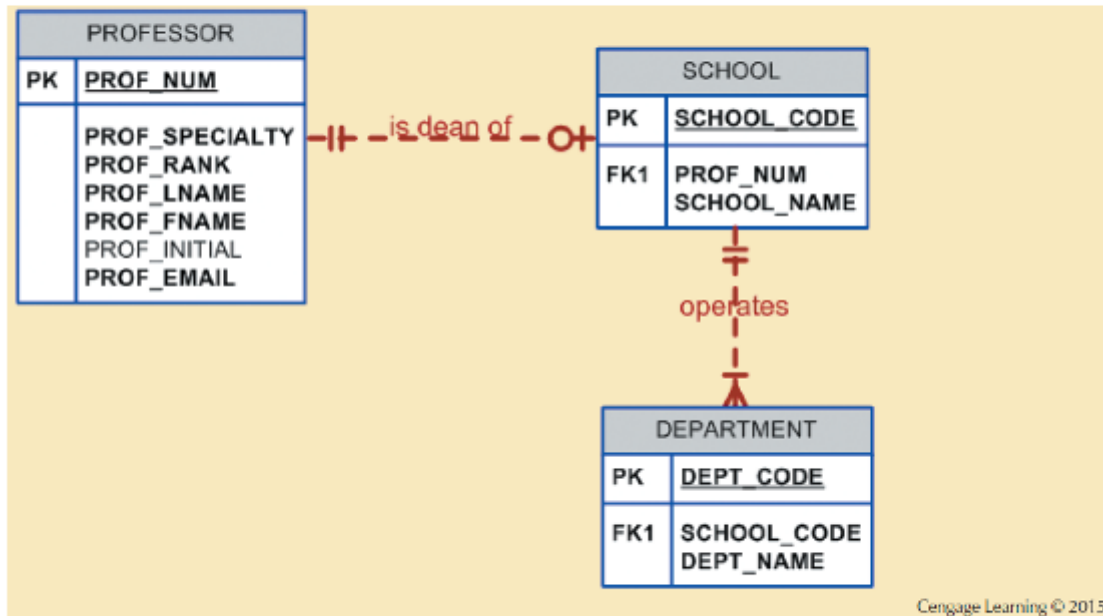 PROFESSOR
PK PROF_NUM
PROF_SPECIALTY
PROF_RANK
PROF_LNAME
PROF_FNAME
PROF_INITIAL
PROF_EMAIL
is dean of
SCHOOL
PK SCHOOL_CODE
FK1 PROF_NUM
SCHOOL_NAME
operates
DEPARTMENT
PK DEPT_CODE
FK1 SCHOOL_CODE
DEPT_NAME
Cengage Learning © 2015